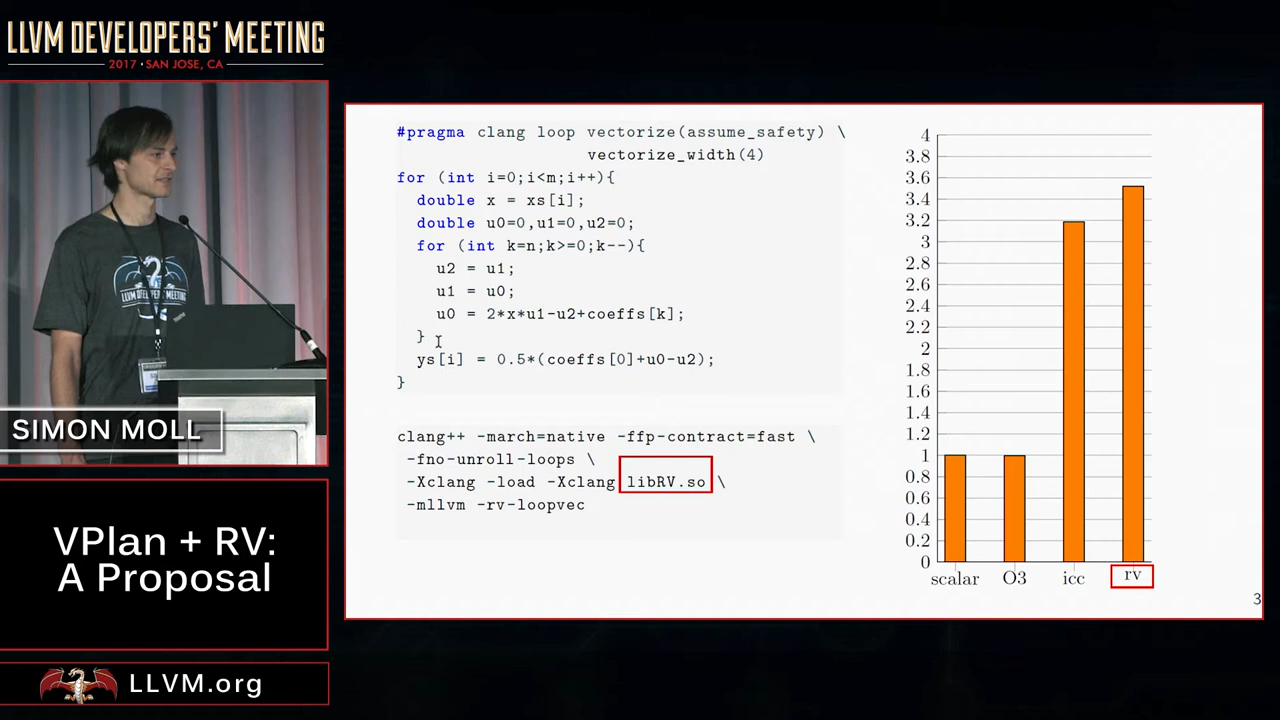 LLVM DEVELOPERS' MEETING
2017 · SAN JOSE, CA
LLVM DEVELOPERS' MEETING
SIMON MOLL
VPlan + RV:
A Proposal
LLVM.org
#pragma clang loop vectorize(assume_safety) \
vectorize_width(4)
for (int i=0;i<m;i++){
double x = xs[i];
double u0=0,u1=0,u2=0;
for (int k=n;k>=0;k--){
u2 = u1;
u1 = u0;
u0 = 2*x*u1-u2+coeffs[k];
}
ys[i] = 0.5*(coeffs[0]+u0-u2);
}
clang++ -march=native -ffp-contract=fast \
-fno-unroll-loops \
-Xclang -load -Xclang libRV.so \
-mllvm -rv-loopvec
4
3.8
3.6
3.4
3.2
3
2.8
2.6
2.4
2.2
2
1.8
1.6
1.4
1.2
1
0.8
0.6
0.4
0.2
0
scalar O3 icc rv
3